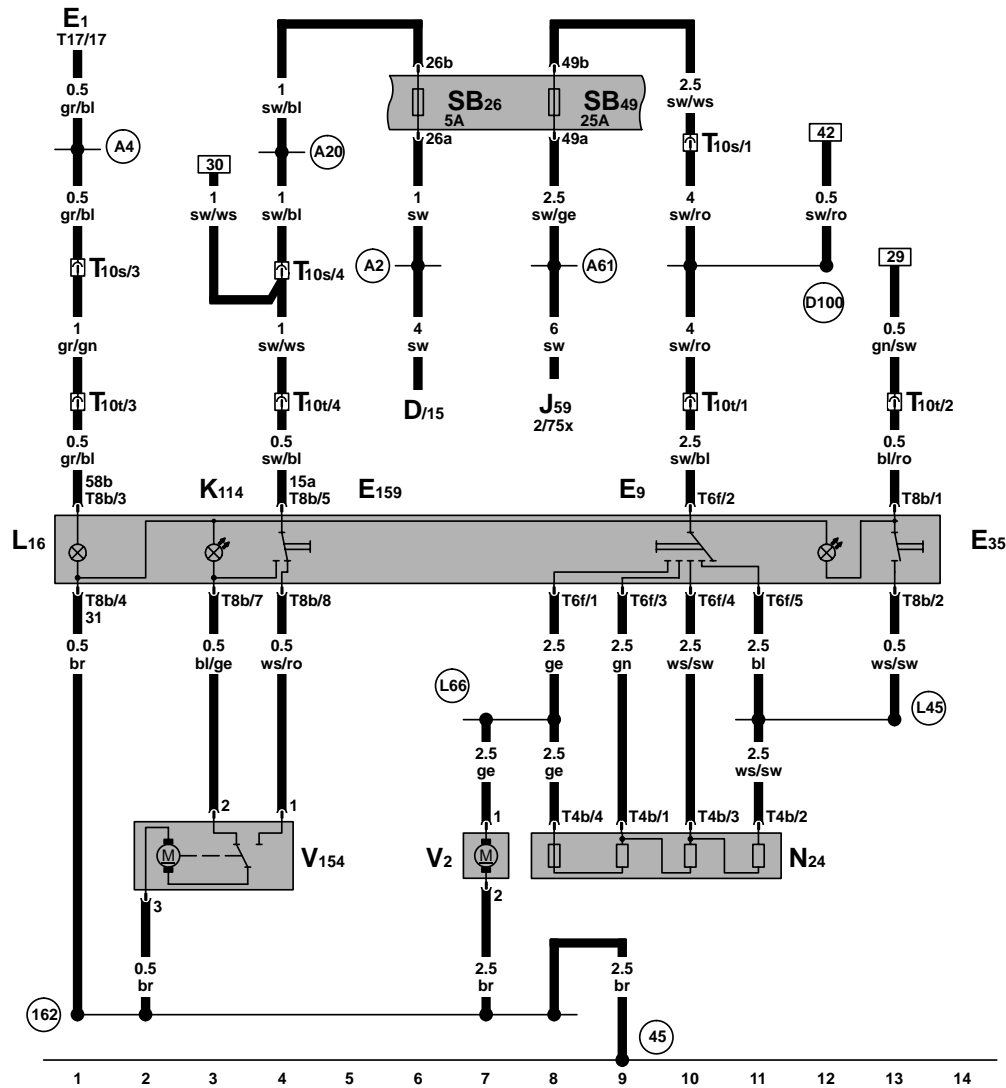 E1
T17/17
0.5
gr/bl
A4
0.5
gr/bl
T10s/3
1
gr/gn
T10t/3
0.5
gr/bl
58b
T8b/3
1
sw/bl
A20
30
1
sw/ws
1
sw/bl
T10s/4
1
sw/ws
T10t/4
0.5
sw/bl
15a
T8b/5
26b
SB26
5A
26a
1
sw
A2
4
sw
D/15
49b
SB49
25A
49a
2.5
sw/ge
A61
6
sw
J59
2/75x
2.5
sw/ws
T10s/1
4
sw/ro
4
sw/ro
T10t/1
2.5
sw/bl
T6f/2
42
0.5
sw/ro
D100
29
0.5
gn/sw
T10t/2
0.5
bl/ro
T8b/1
K114
E159
E9
L16
E35
T8b/4
31
0.5
br
T8b/7
0.5
bl/ge
T8b/8
0.5
ws/ro
T6f/1
2.5
ge
T6f/3
2.5
gn
T6f/4
2.5
ws/sw
T6f/5
2.5
bl
T8b/2
0.5
ws/sw
L66
L45
2.5
ge
2.5
ge
2.5
ws/sw
2
1
M
V154
3
0.5
br
1
V2
M
2
2.5
br
T4b/4
T4b/1
T4b/3
T4b/2
N24
2.5
br
162
45
1 2 3 4 5 6 7 8 9 10 11 12 13 14